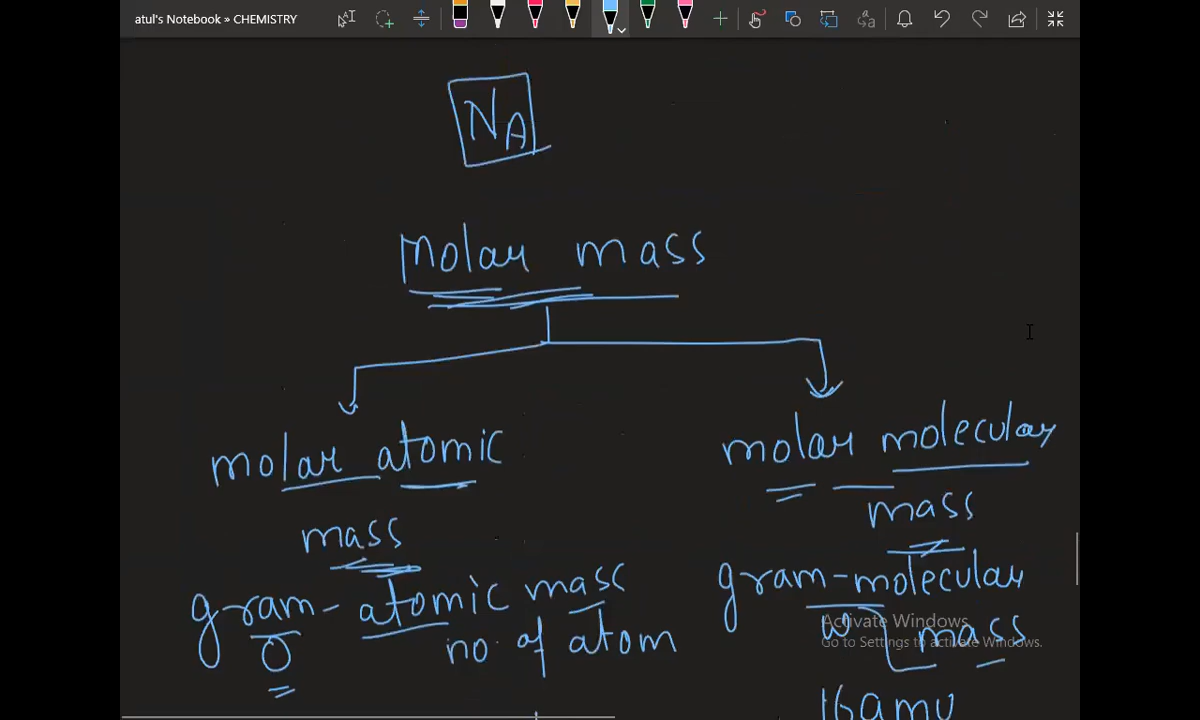 atul's Notebook » CHEMISTRY
NA
Molar mass
molar atomic
mass
gram-atomic mass
O
no. of atom
molar molecular
mass
gram-molecular
mass
16amu
Activate Windows
Go to Settings to activate Windows.